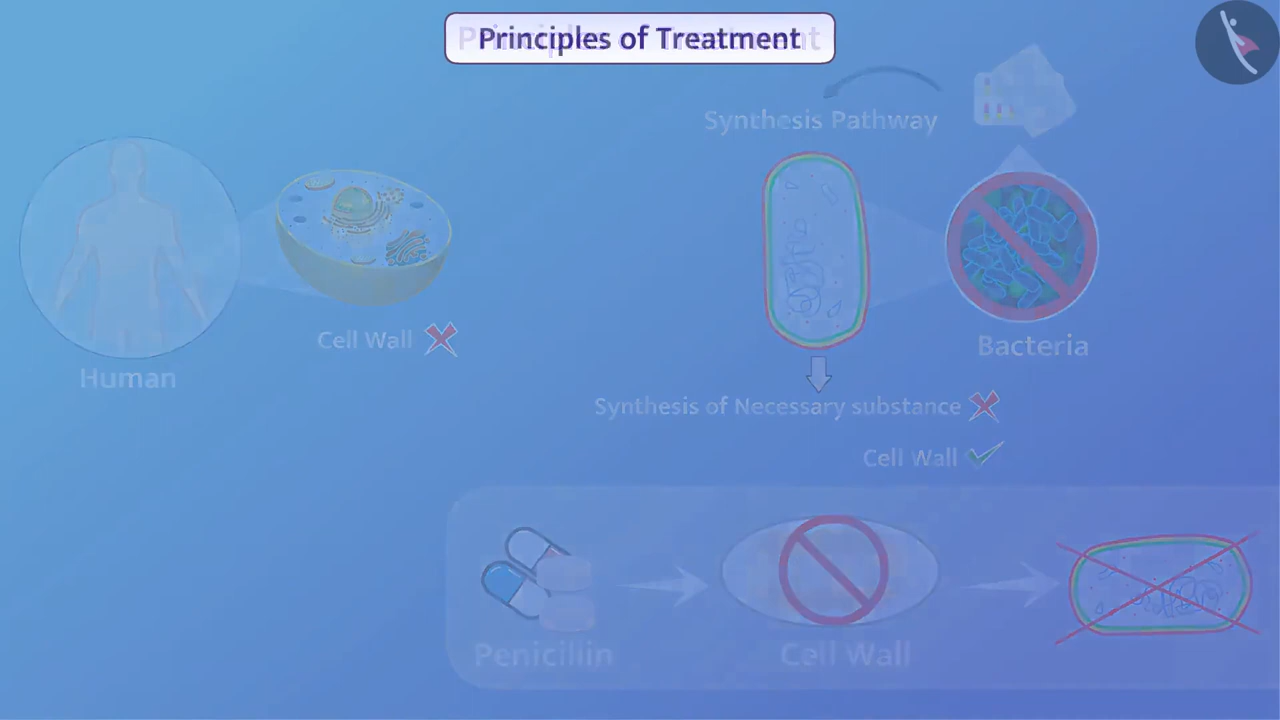 Principles of Treatment
Synthesis Pathway
Cell Wall
Human
Bacteria
Synthesis of Necessary substance
Cell Wall
Penicillin
Cell Wall